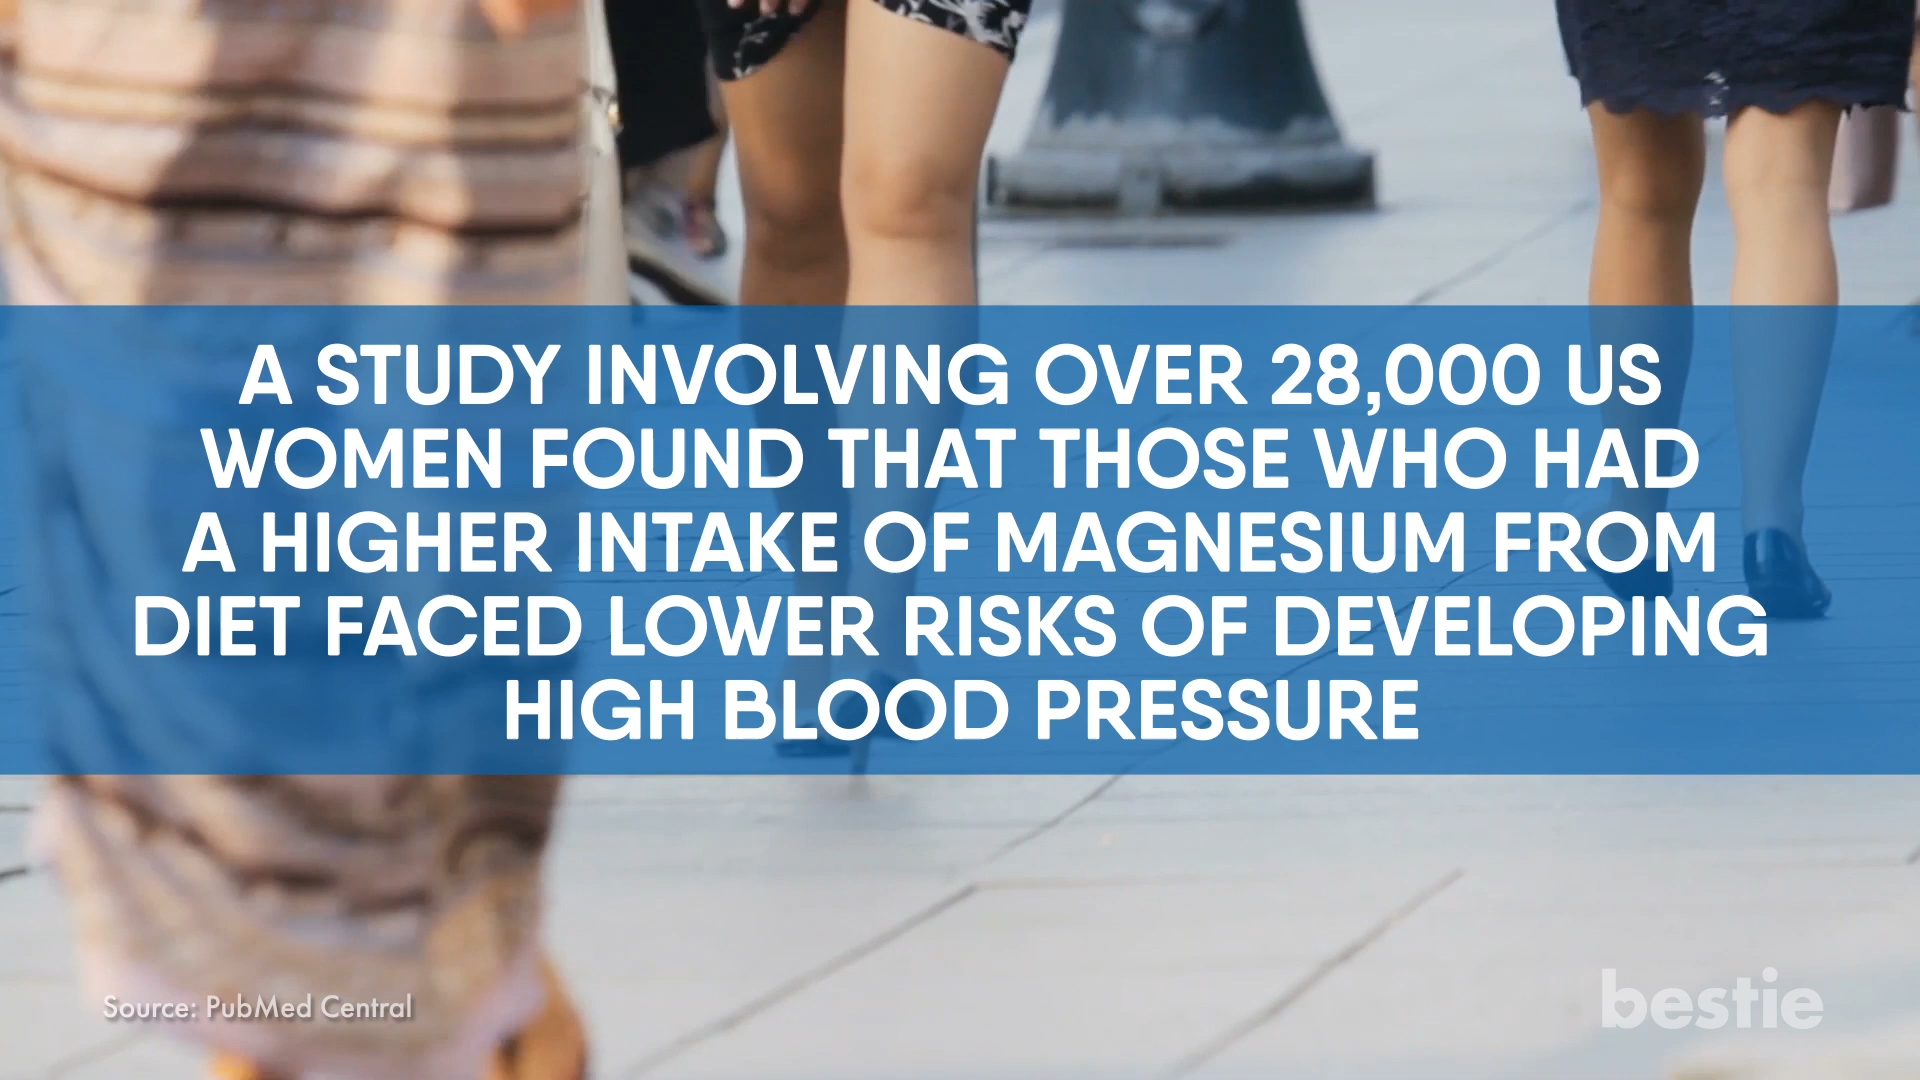 A STUDY INVOLVING OVER 28,000 US
WOMEN FOUND THAT THOSE WHO HAD
A HIGHER INTAKE OF MAGNESIUM FROM
DIET FACED LOWER RISKS OF DEVELOPING
HIGH BLOOD PRESSURE
Source: PubMed Central
bestie